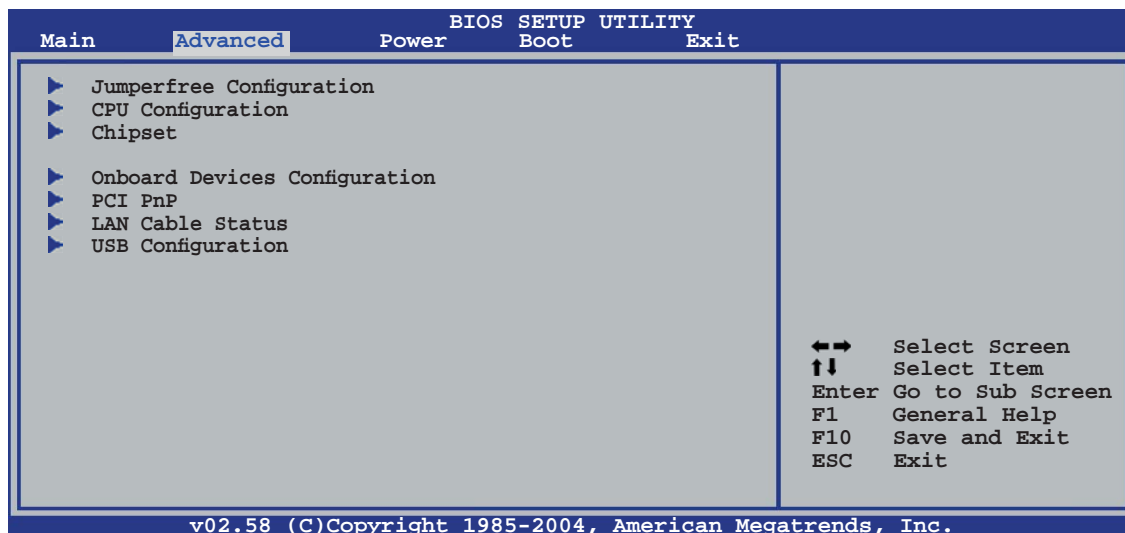 BIOS SETUP UTILITY
Main Advanced Power Boot Exit
Jumperfree Configuration
CPU Configuration
Chipset
Onboard Devices Configuration
PCI PnP
LAN Cable Status
USB Configuration
Select Screen
Select Item
Enter Go to Sub Screen
F1 General Help
F10 Save and Exit
ESC Exit
v02.58 (C)Copyright 1985-2004, American Megatrends, Inc.